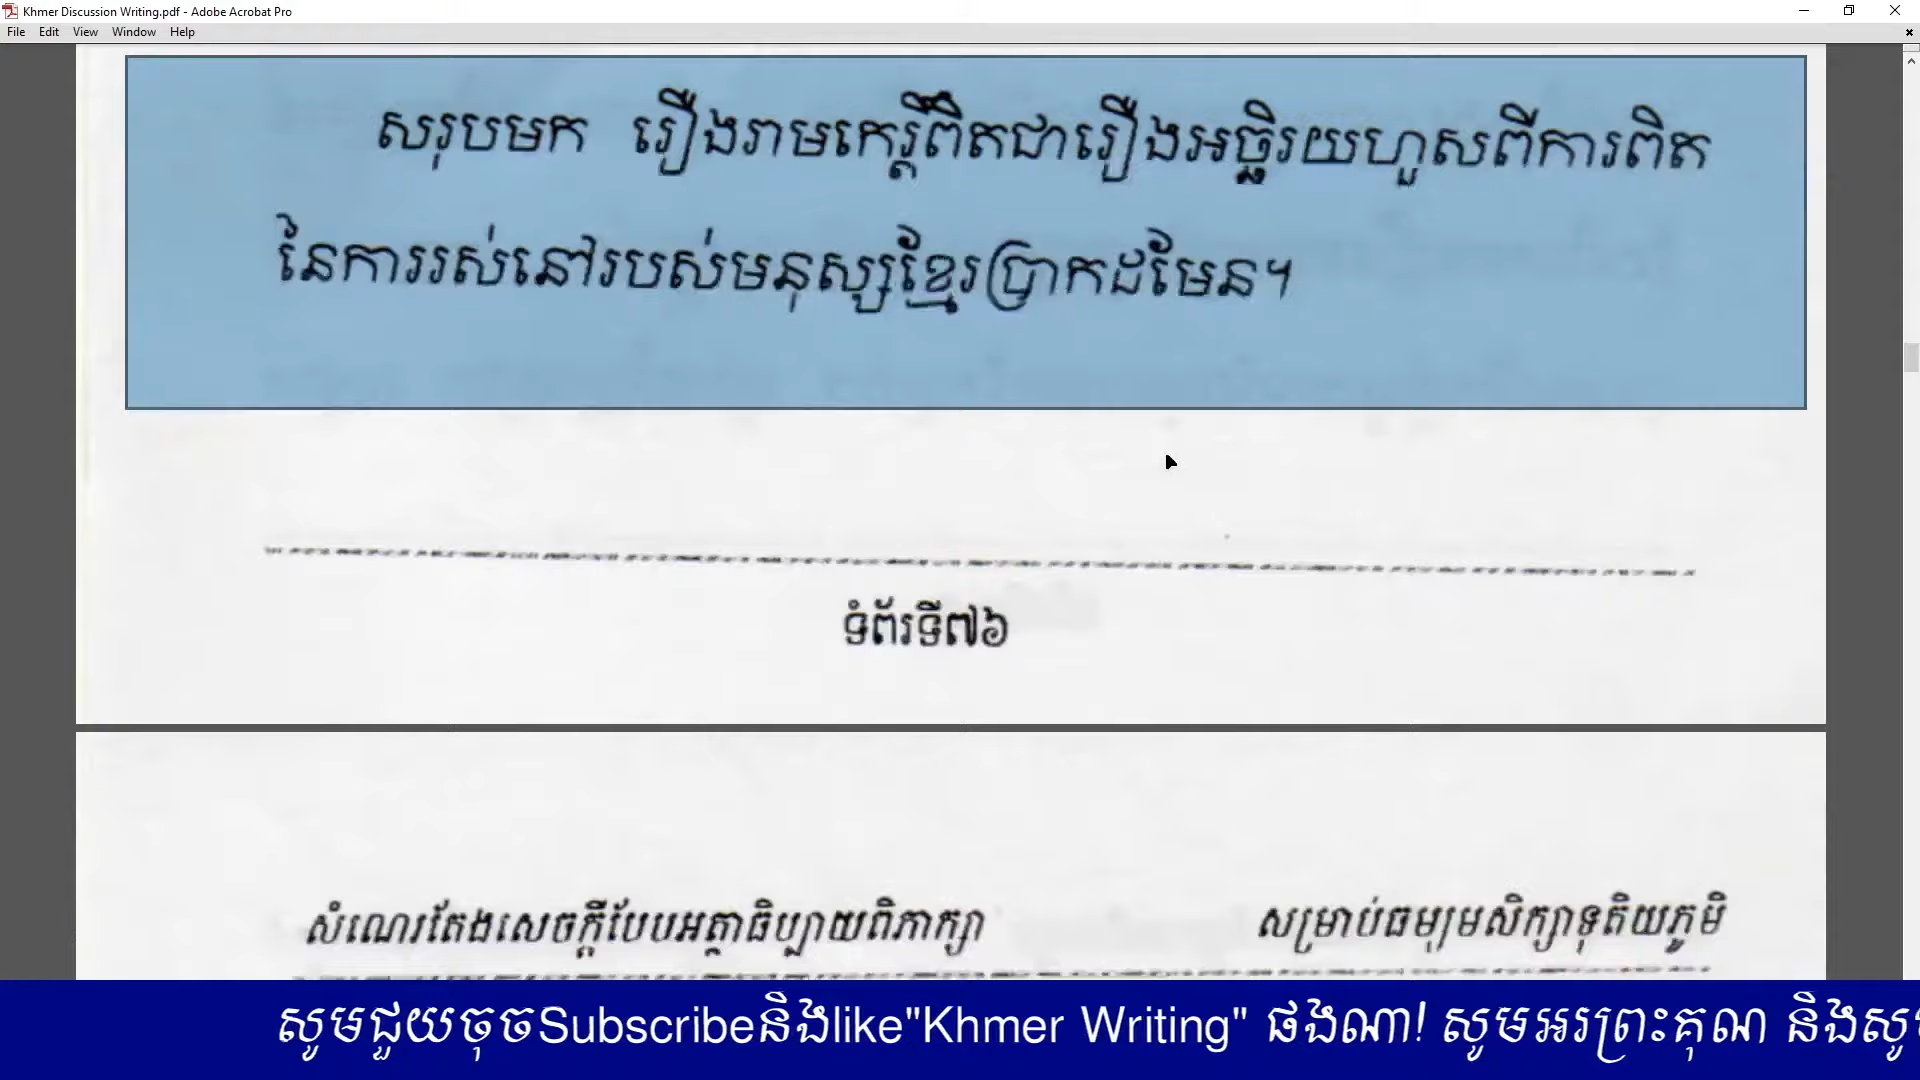 Khmer Discussion Writing.pdf - Adobe Acrobat Pro
File Edit View Window Help
សរុបមក រឿងរាមកេរ្តិ៍ពិតជារឿងអច្ឆិរយហួសពីការពិត
នៃការរស់នៅរបស់មនុស្សខ្មែរប្រាកដមែន។
ទំព័រទី៧៦
សំណេរតែងសេចក្តីបែបអត្ថាធិប្បាយពិភាក្សា សម្រាប់ធម្យមសិក្សាទុតិយភូមិ
សូមជួយចុចSubscribeនិងlike"Khmer Writing" ផងណា! សូមអរព្រះគុណ និងសូ